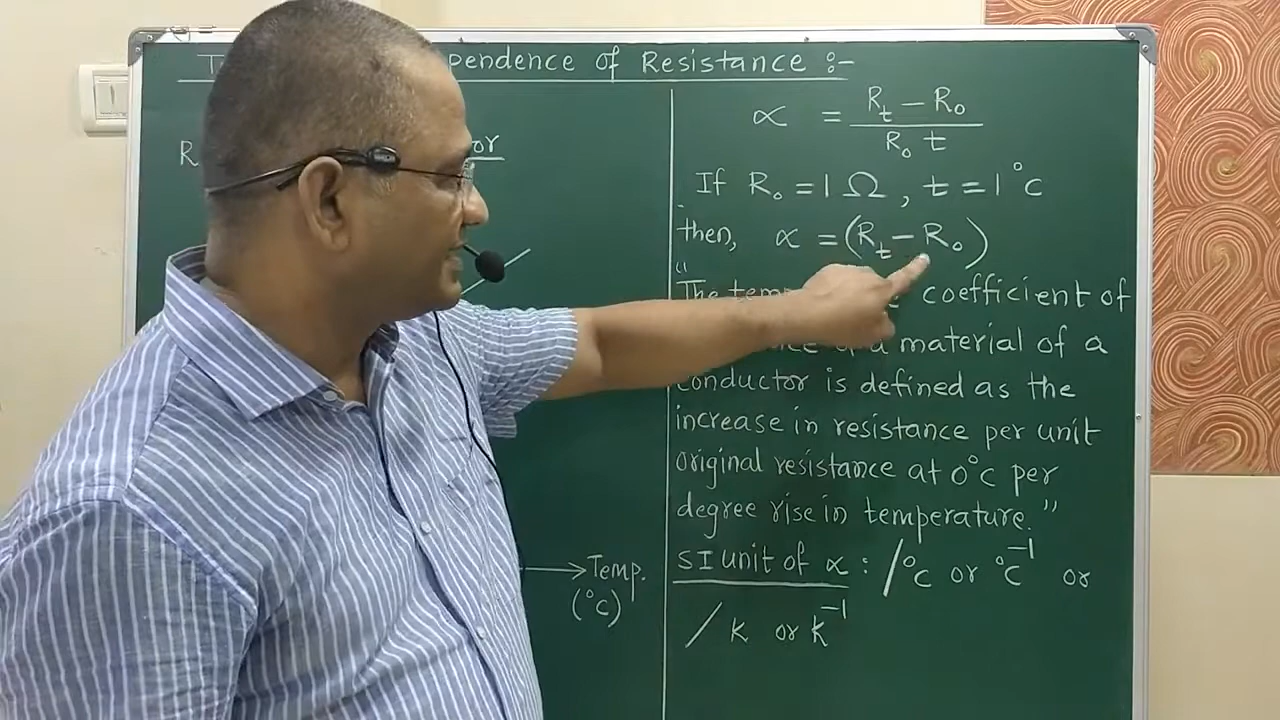 pendence of Resistance :-
R
or
∝ = Rₜ − R₀ / R₀ t
If R₀ = 1 Ω, t = 1°C
then, ∝ = (Rₜ − R₀)
"The coefficient of
a material of a
conductor is defined as the
increase in resistance per unit
original resistance at 0°C per
degree rise in temperature."
SI unit of ∝ : /°C or °C⁻¹ or
/K or K⁻¹
Temp.
(°C)